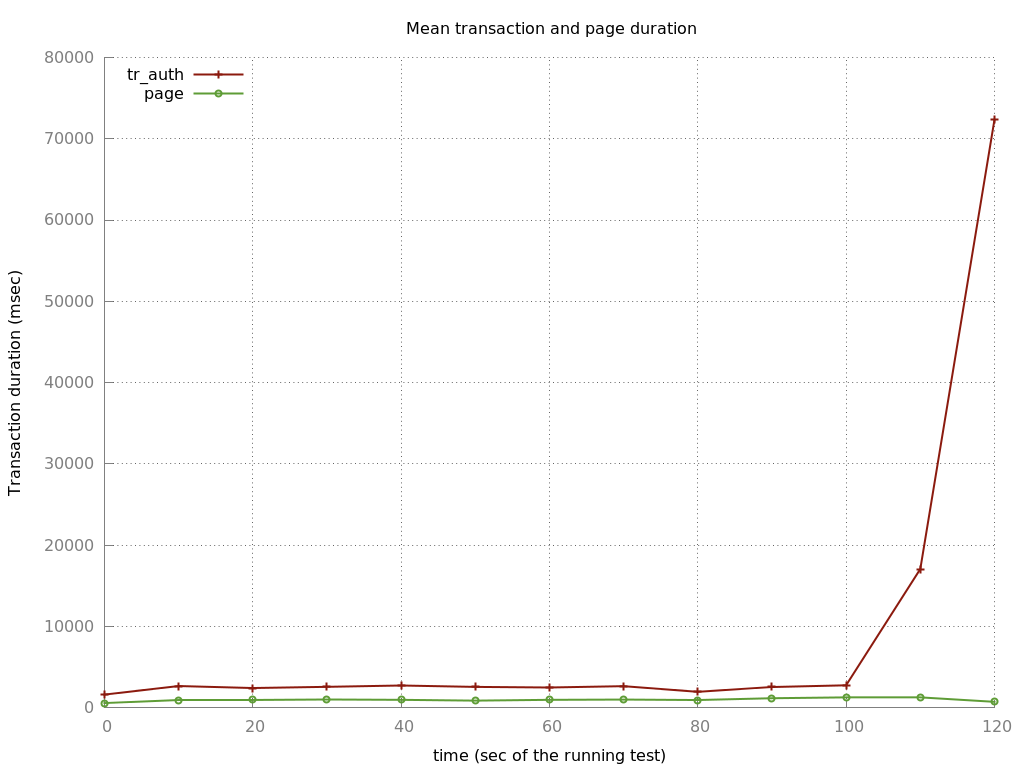 Mean transaction and page duration
80000
70000
60000
50000
40000
30000
20000
10000
0
tr_auth
page
Transaction duration (msec)
0 20 40 60 80 100 120
time (sec of the running test)